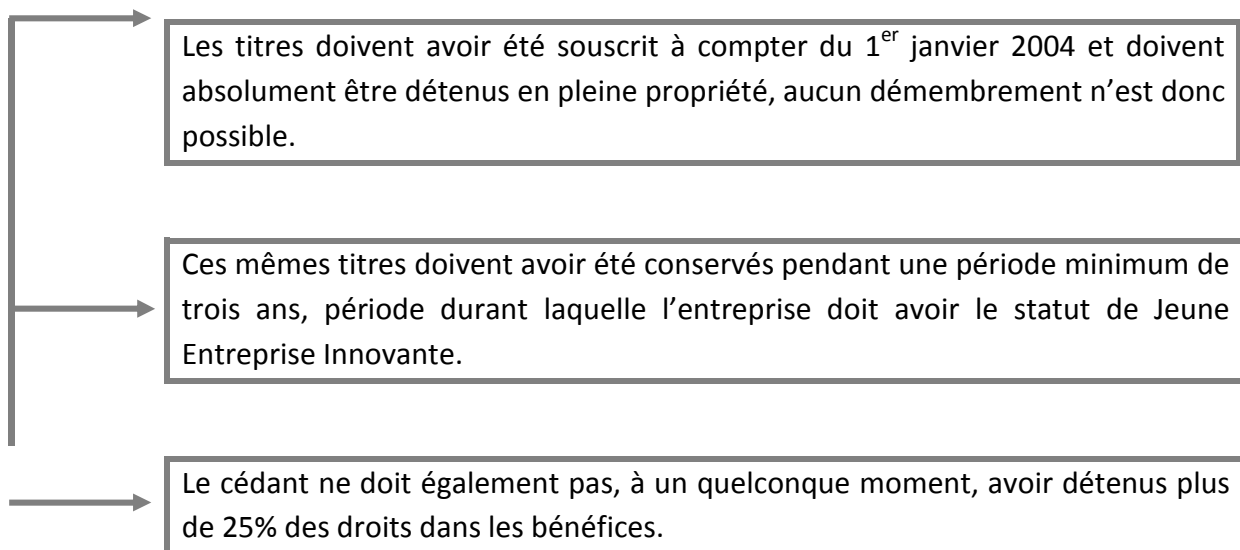 Les titres doivent avoir été souscrit à compter du 1er janvier 2004 et doivent
absolument être détenus en pleine propriété, aucun démembrement n’est donc
possible.
Ces mêmes titres doivent avoir été conservés pendant une période minimum de
trois ans, période durant laquelle l’entreprise doit avoir le statut de Jeune
Entreprise Innovante.
Le cédant ne doit également pas, à un quelconque moment, avoir détenus plus
de 25% des droits dans les bénéfices.